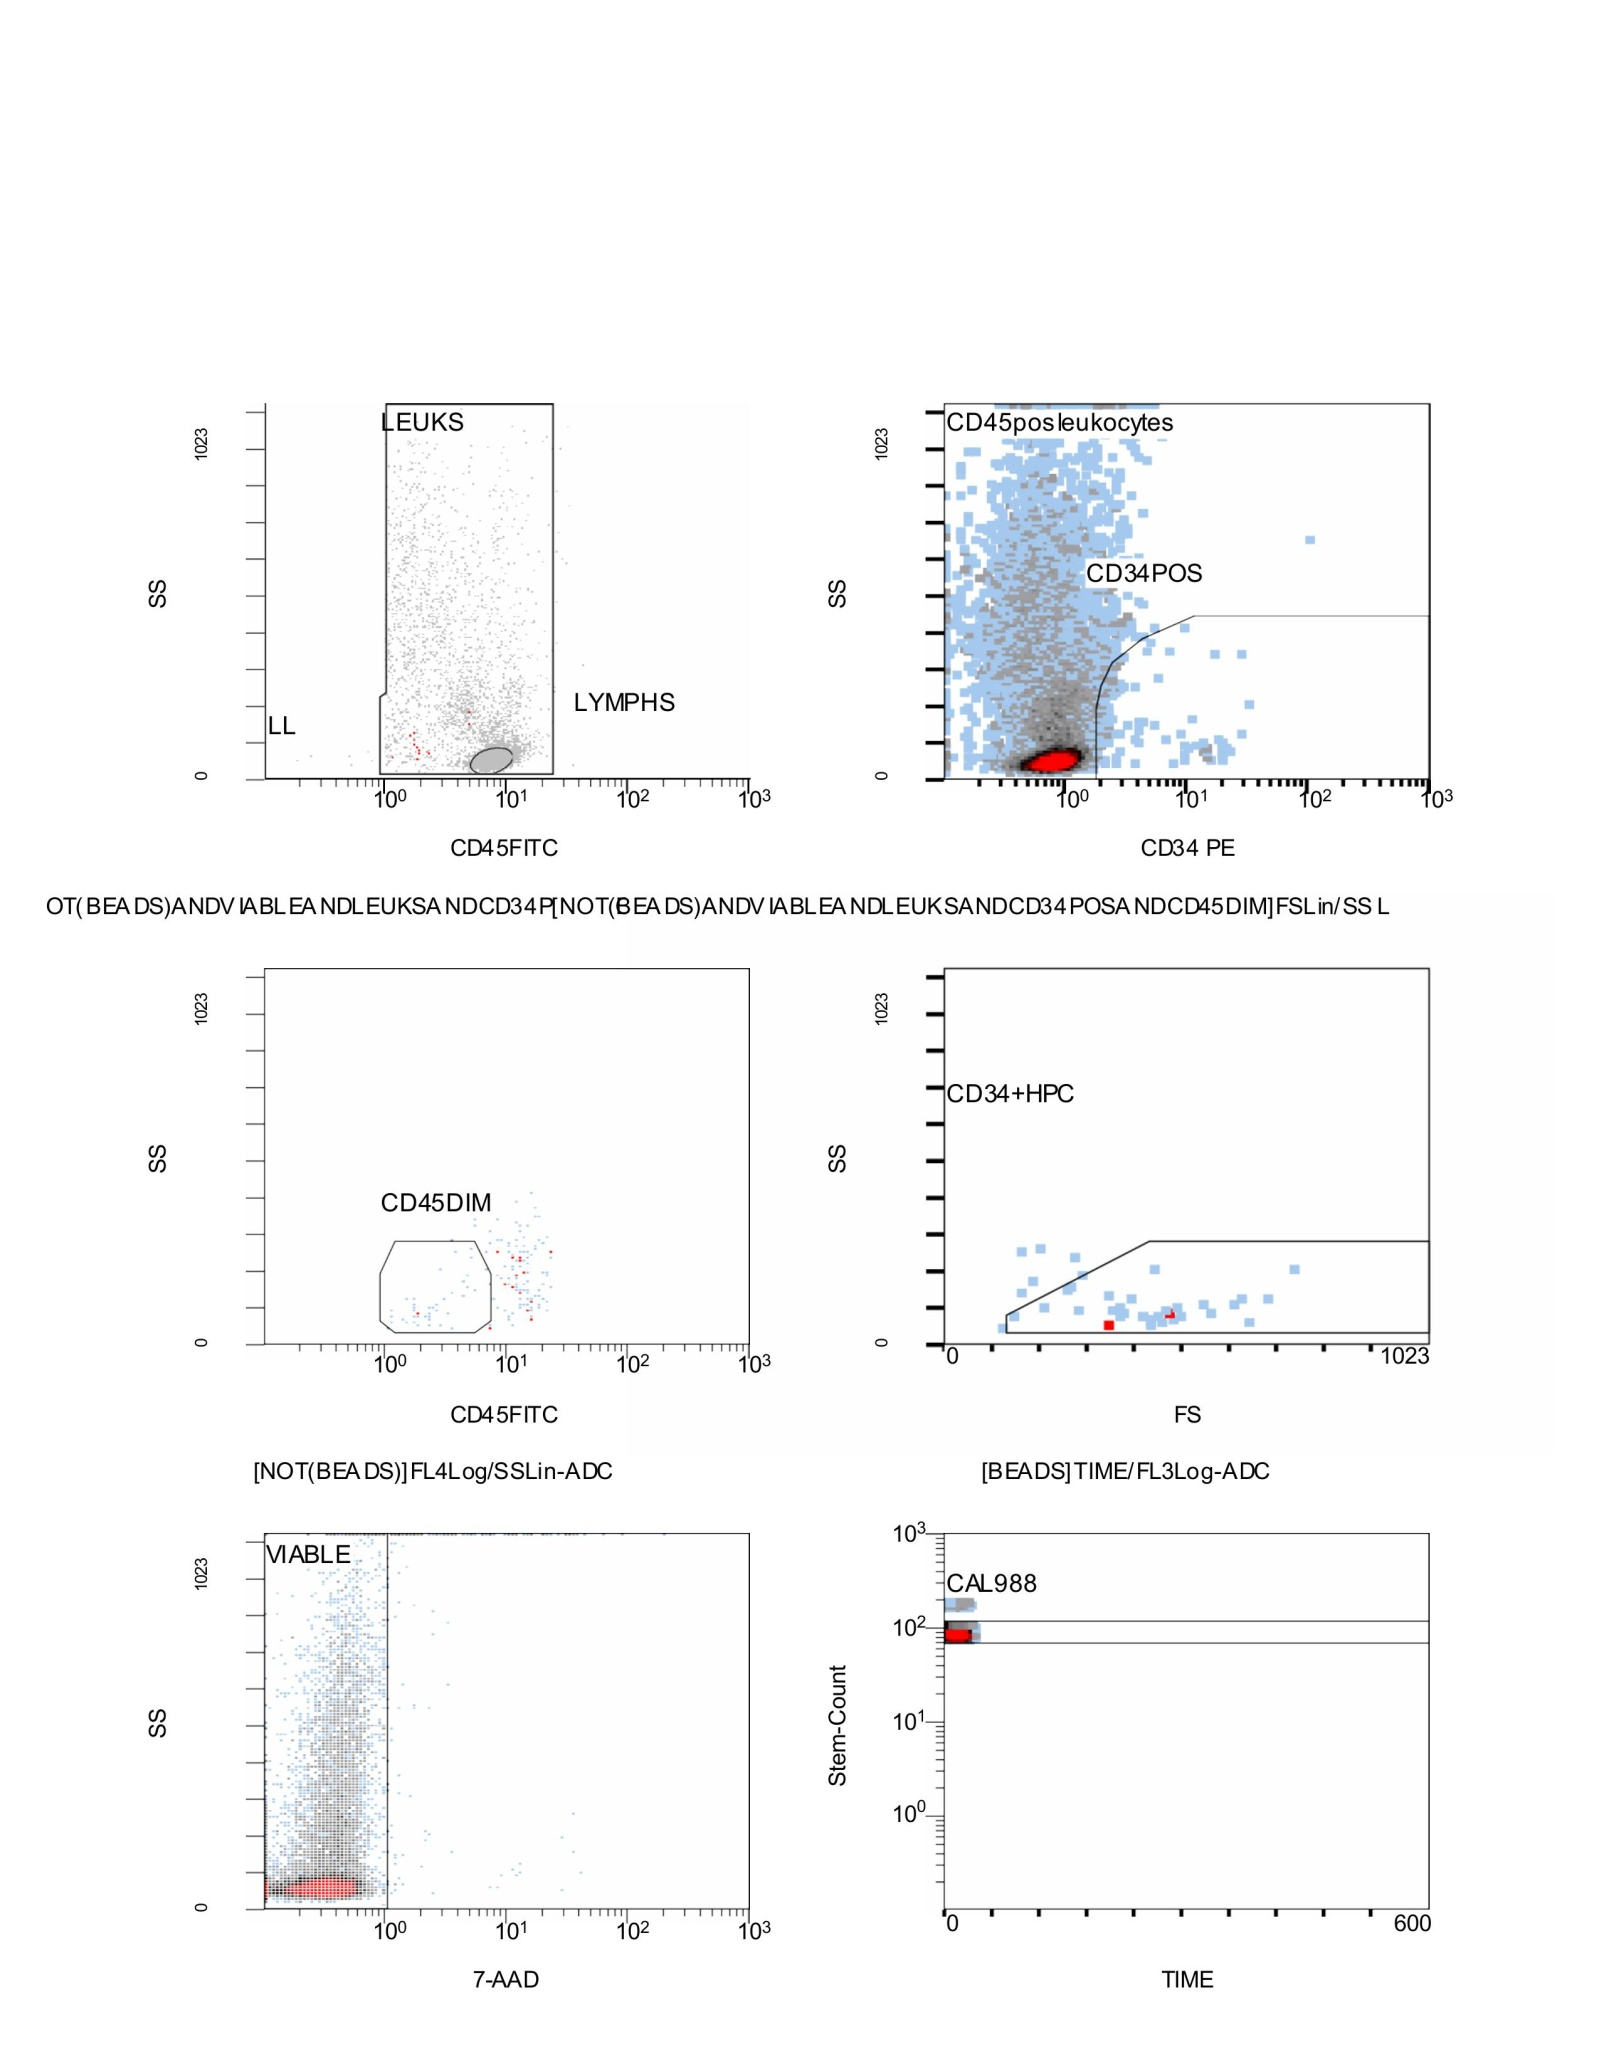 LEUKS
1023
SS
LYMPHS
LL
0
10⁰ 10¹ 10² 10³
CD45FITC
CD45pos leukocytes
1023
CD34POS
SS
0
10⁰ 10¹ 10² 10³
CD34 PE
OT(BEADS)ANDVIABLEANDLEUKSANDCD34P
[NOT(BEADS)ANDVIABLEANDLEUKSANDCD34POSANDCD45DIM]FSLin/SSL
1023
SS
CD45DIM
0
10⁰ 10¹ 10² 10³
CD45FITC
1023
CD34+HPC
SS
0
0 1023
FS
[NOT(BEADS)]FL4Log/SSLin-ADC
VIABLE
1023
SS
0
10⁰ 10¹ 10² 10³
7-AAD
[BEADS]TIME/FL3Log-ADC
10³
CAL988
10²
Stem-Count
10¹
10⁰
0 600
TIME